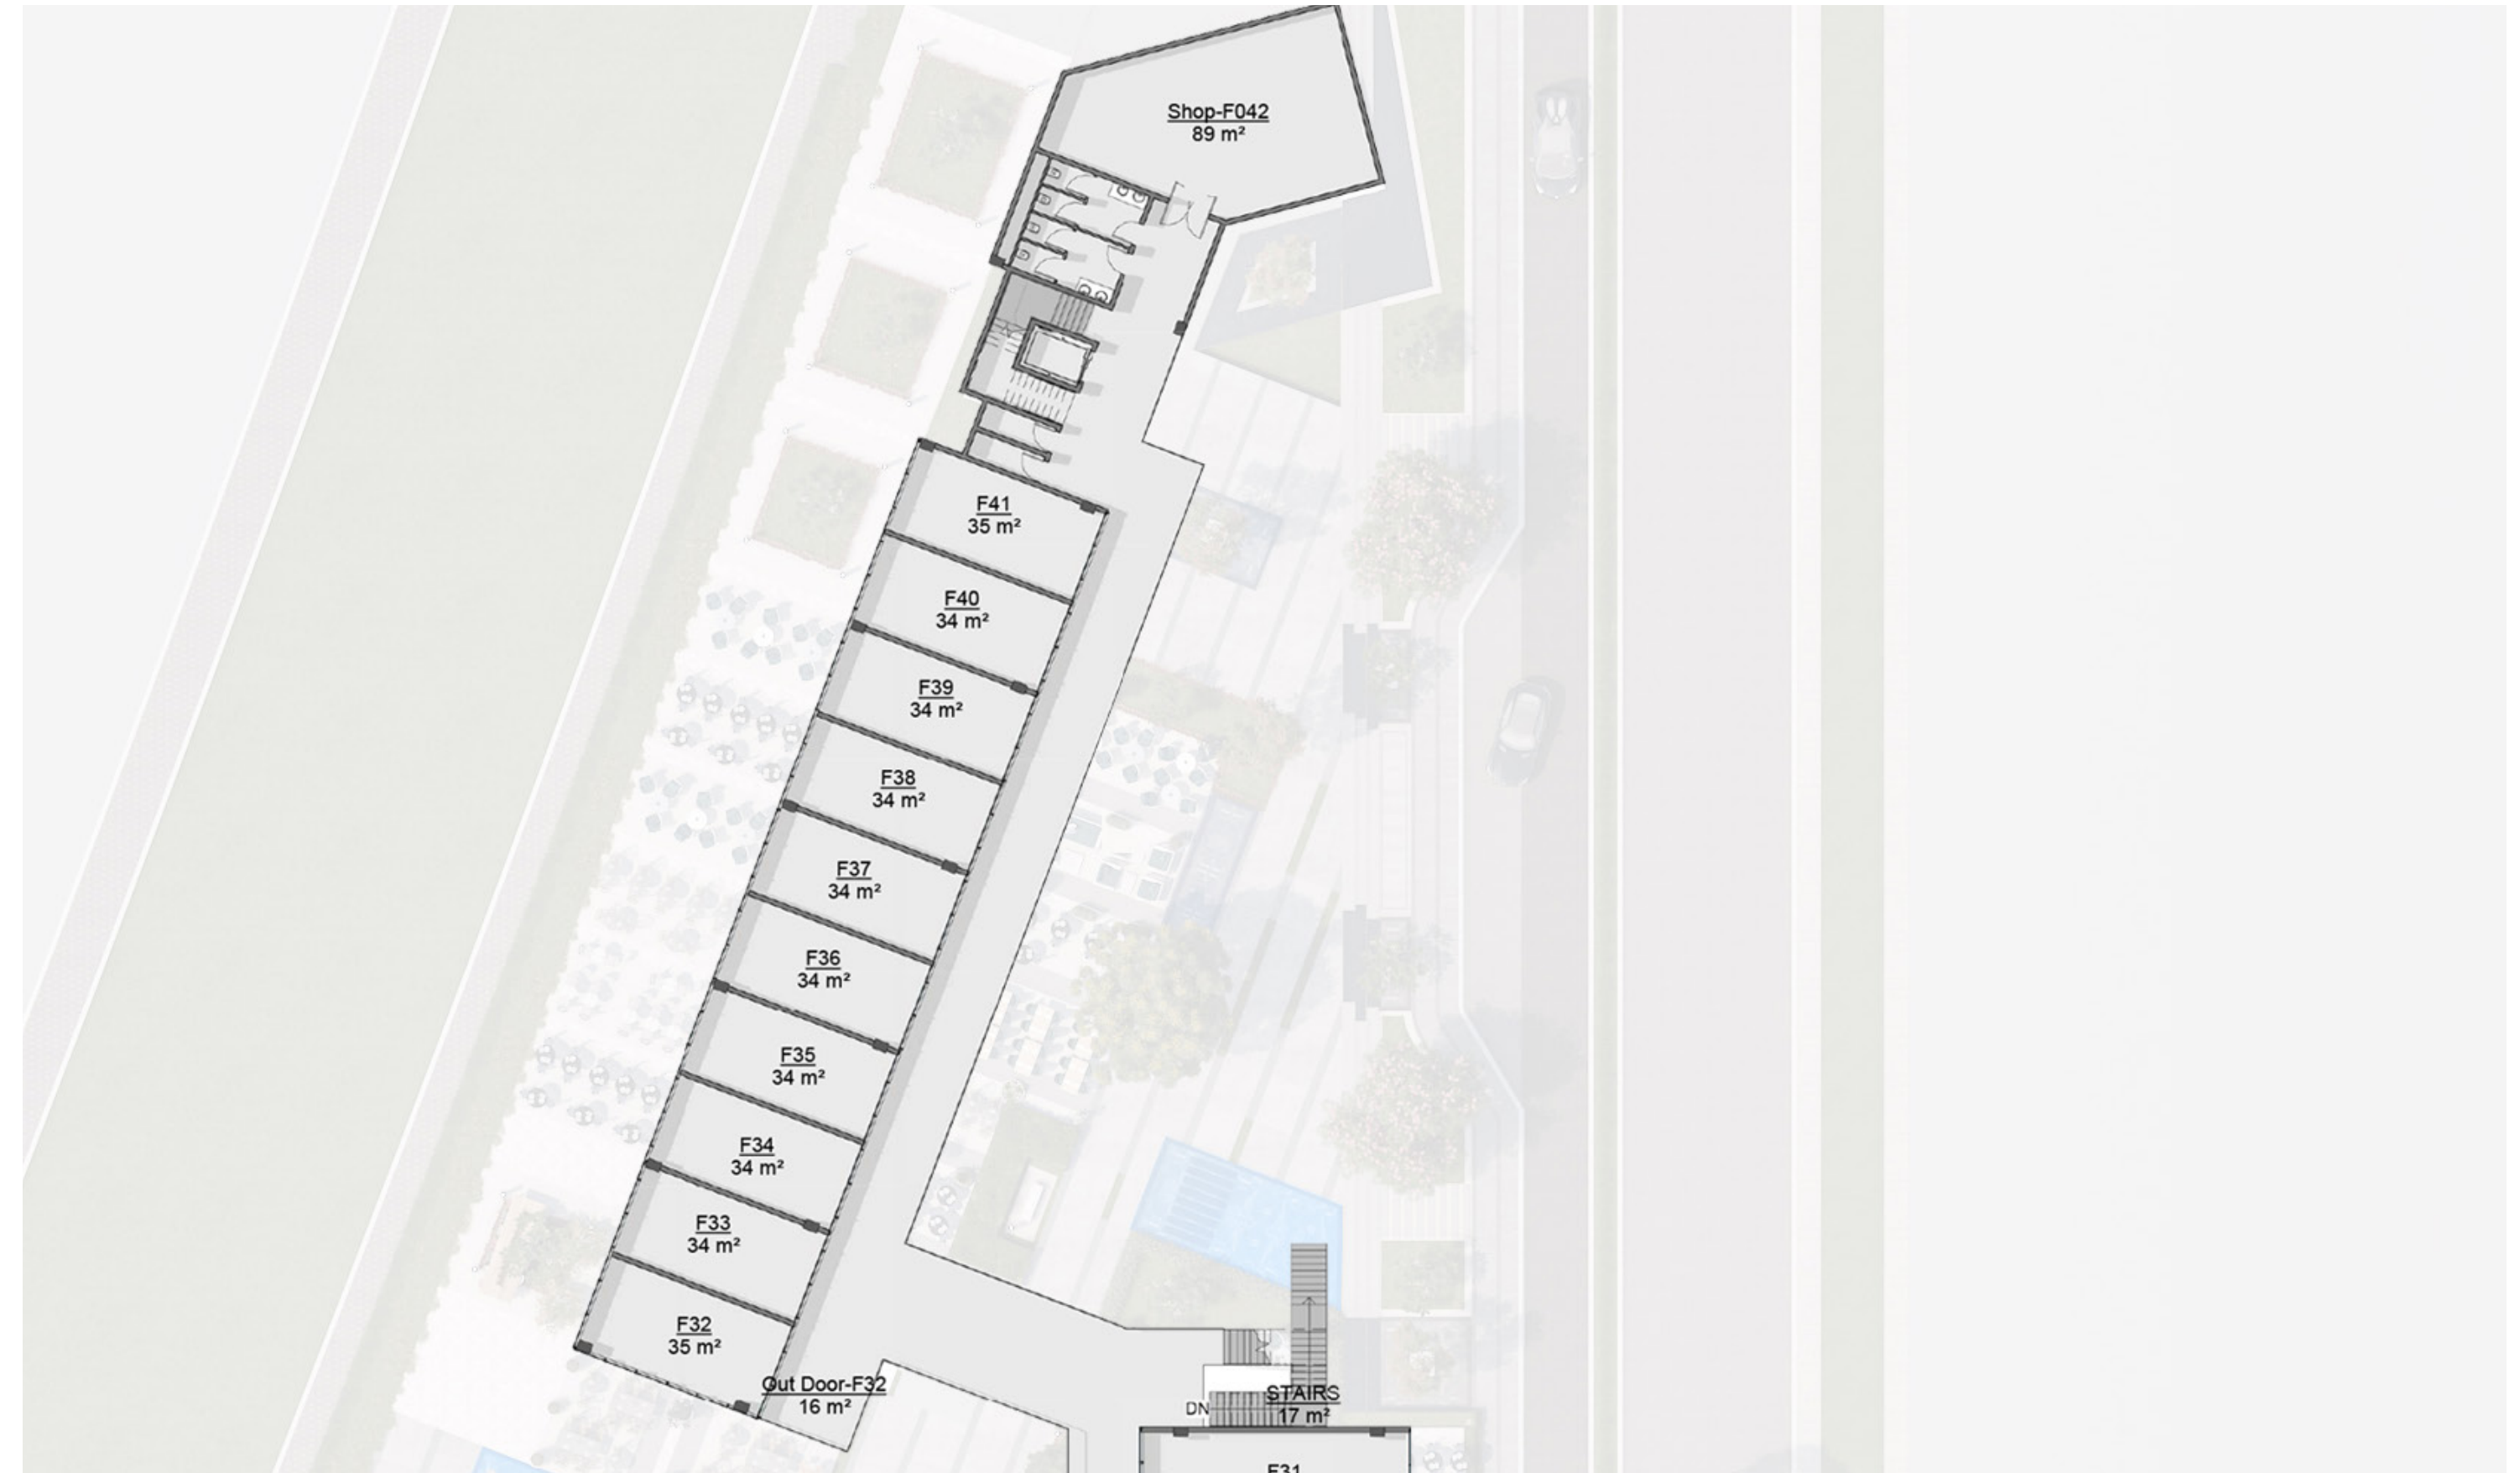 Shop-F042
89 m²
F41
35 m²
F40
34 m²
F39
34 m²
F38
34 m²
F37
34 m²
F36
34 m²
F35
34 m²
F34
34 m²
F33
34 m²
F32
35 m²
Out Door-F32
16 m²
STAIRS
17 m²
DN
F31